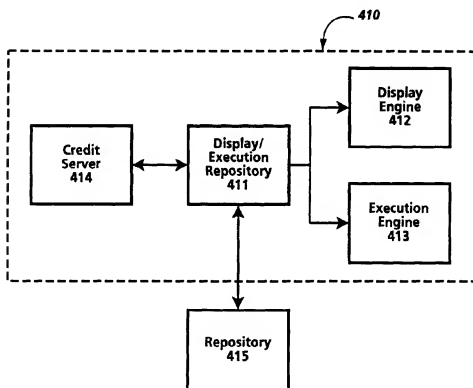 410
Display
Engine
412
Credit
Server
414
Display/
Execution
Repository
411
Execution
Engine
413
Repository
415